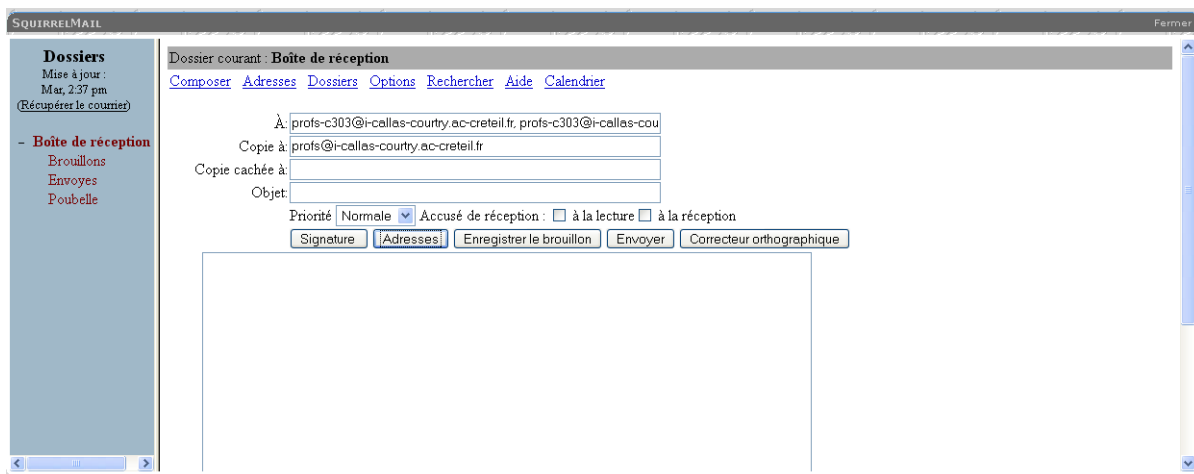 SQUIRRELMAIL
Fermer
Dossiers
Mise à jour :
Mar, 2:37 pm
(Récupérer le courrier)
– Boîte de réception
Brouillons
Envoyes
Poubelle
Dossier courant : Boîte de réception
Composer Adresses Dossiers Options Rechercher Aide Calendrier
À: profs-c303@i-callas-courtry.ac-creteil.fr, profs-c303@i-callas-cou
Copie à: profs@i-callas-courtry.ac-creteil.fr
Copie cachée à:
Objet:
Priorité Normale Accusé de réception : à la lecture à la réception
Signature Adresses Enregistrer le brouillon Envoyer Correcteur orthographique